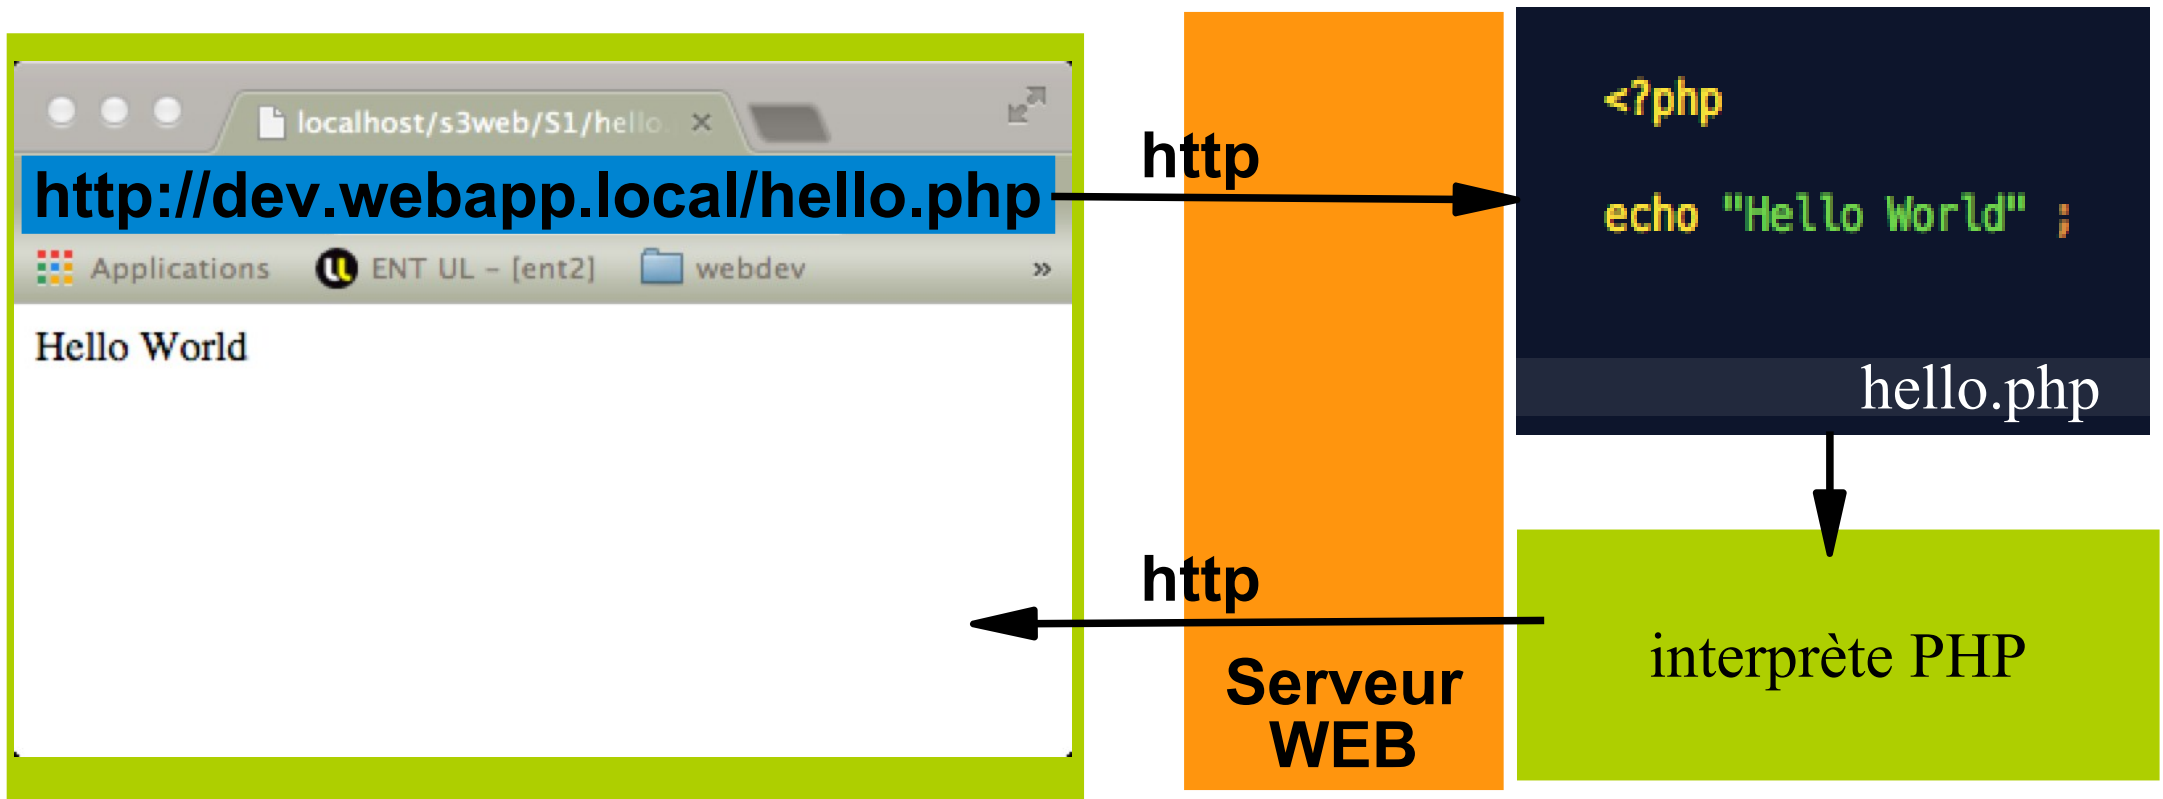 localhost/s3web/S1/hello.
http://dev.webapp.local/hello.php
Applications ENT UL - [ent2] webdev »
Hello World
http
http
Serveur
WEB
<?php
echo "Hello World" ;
hello.php
interprète PHP